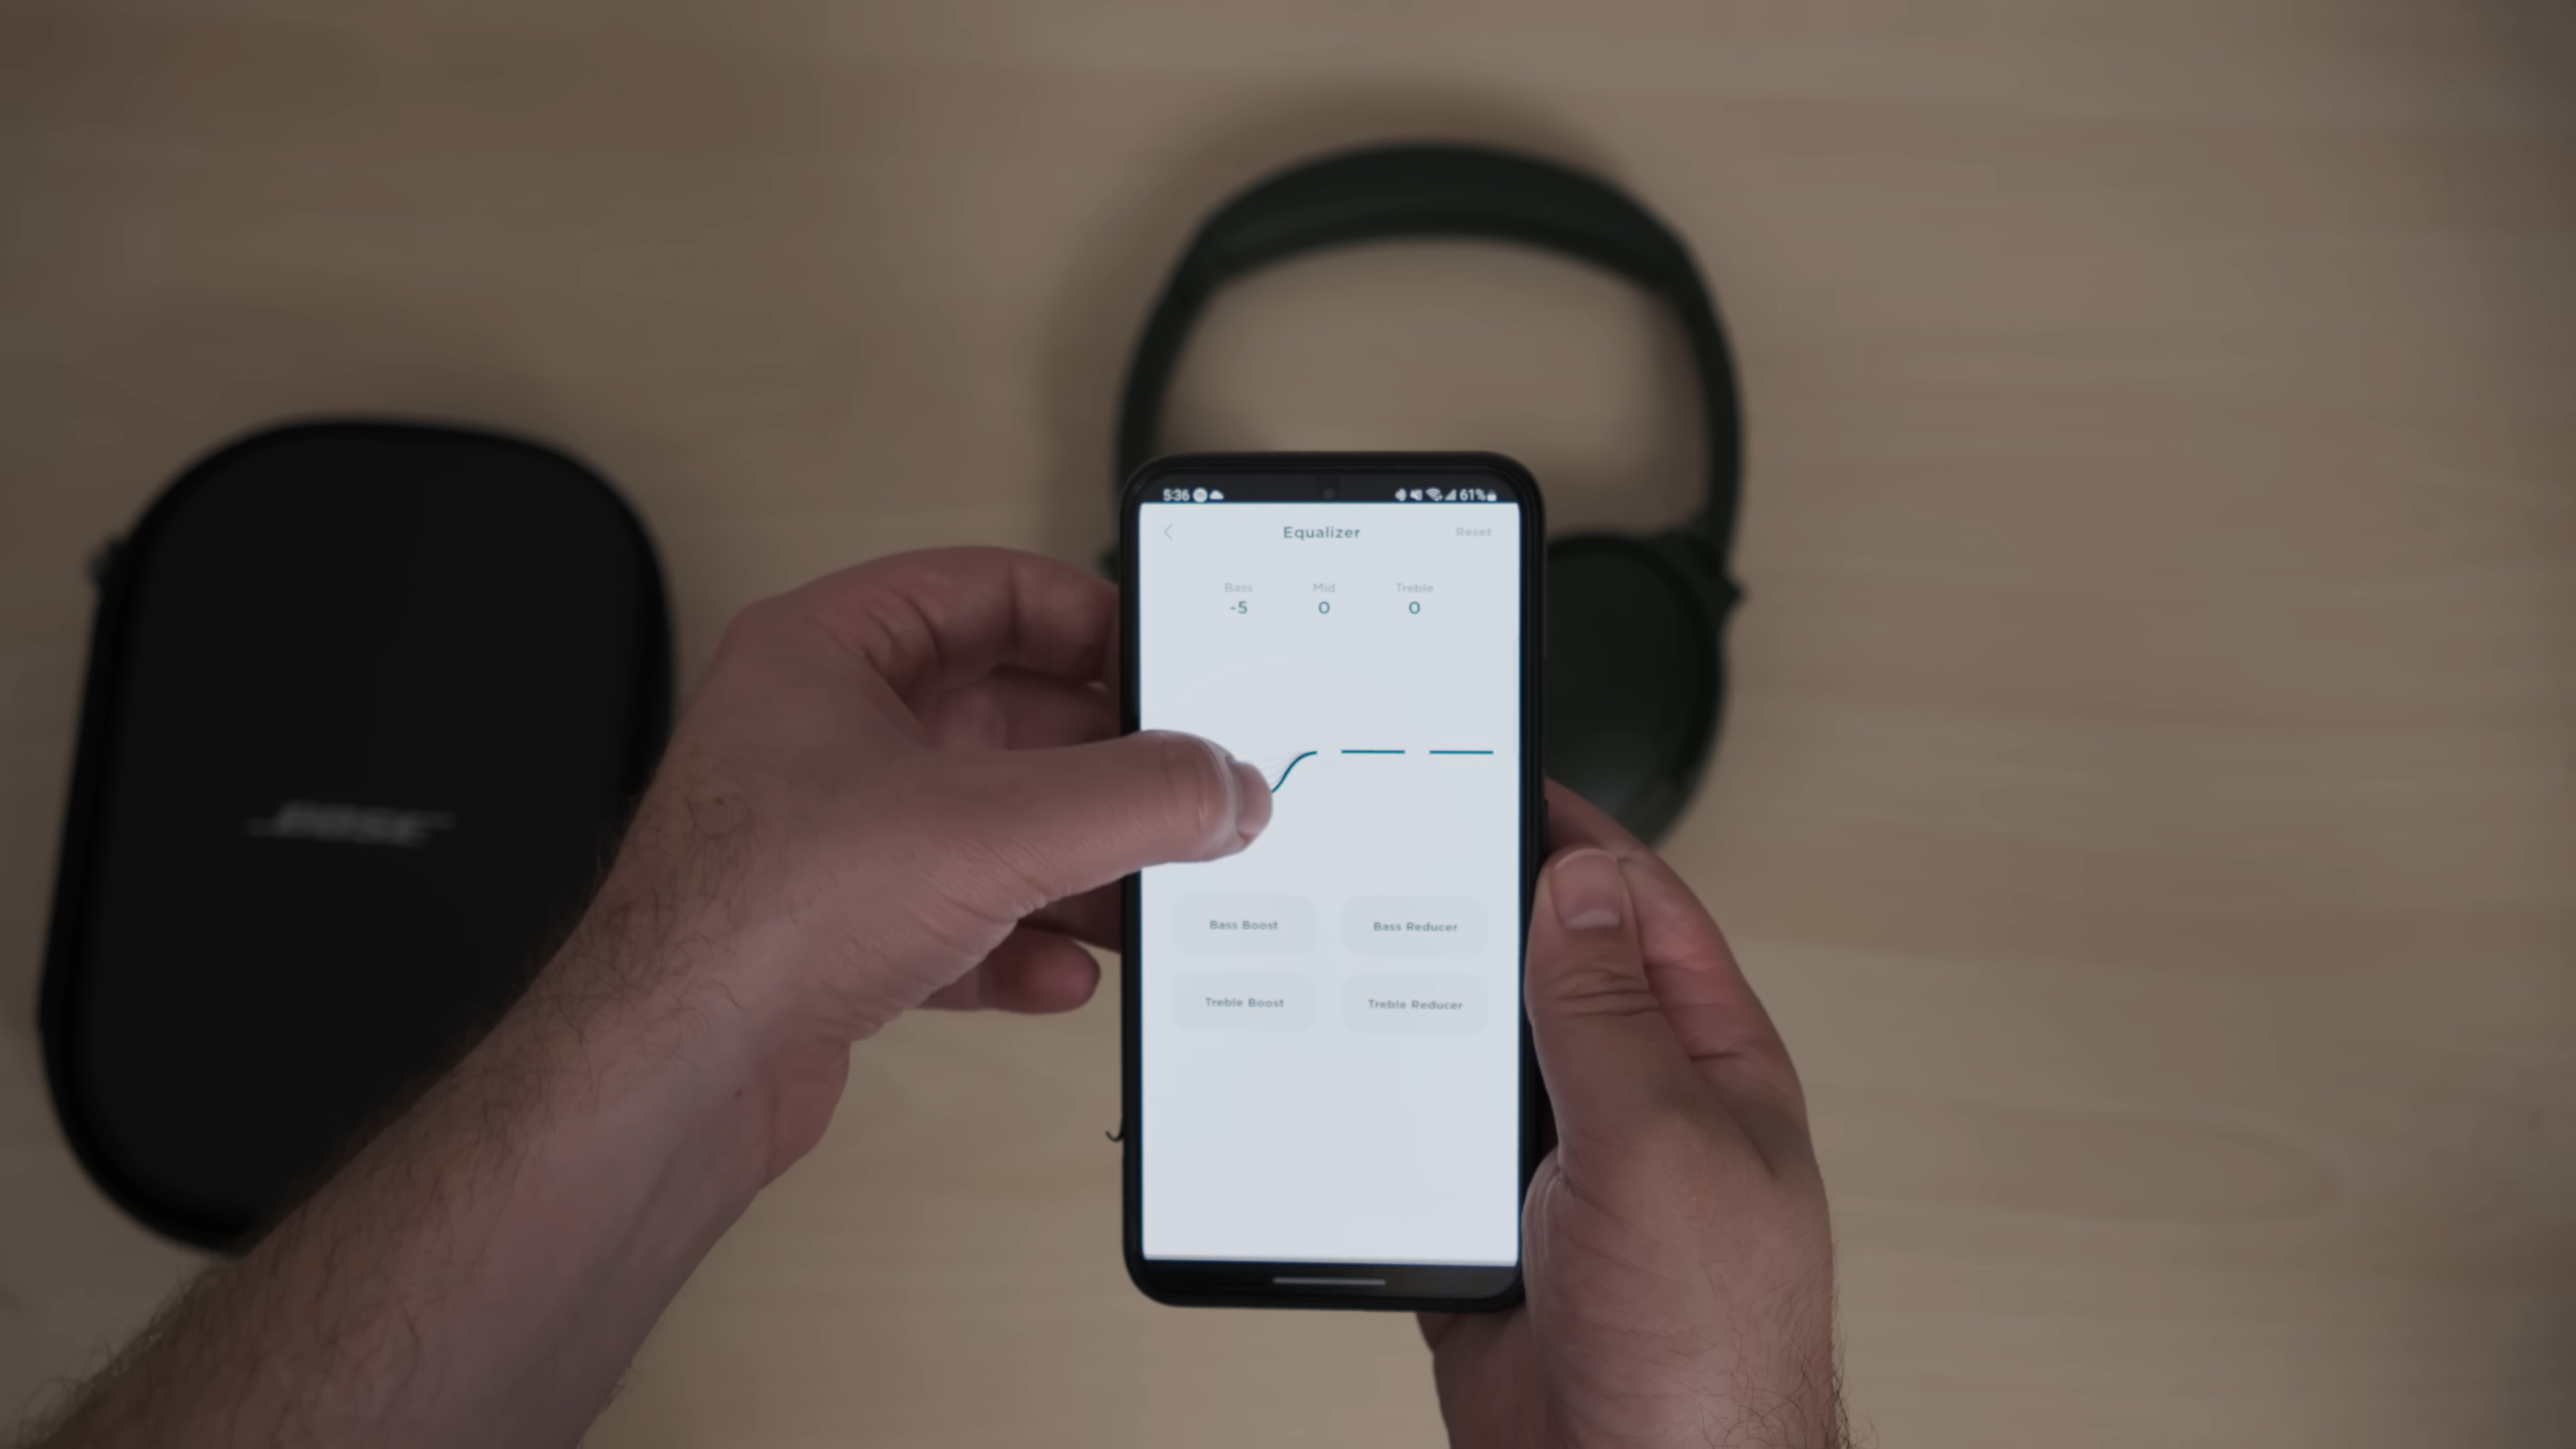 5:36 61%
Equalizer Reset
Bass Mid Treble
-5 0 0
BOSE
Bass Boost Bass Reducer
Treble Boost Treble Reducer